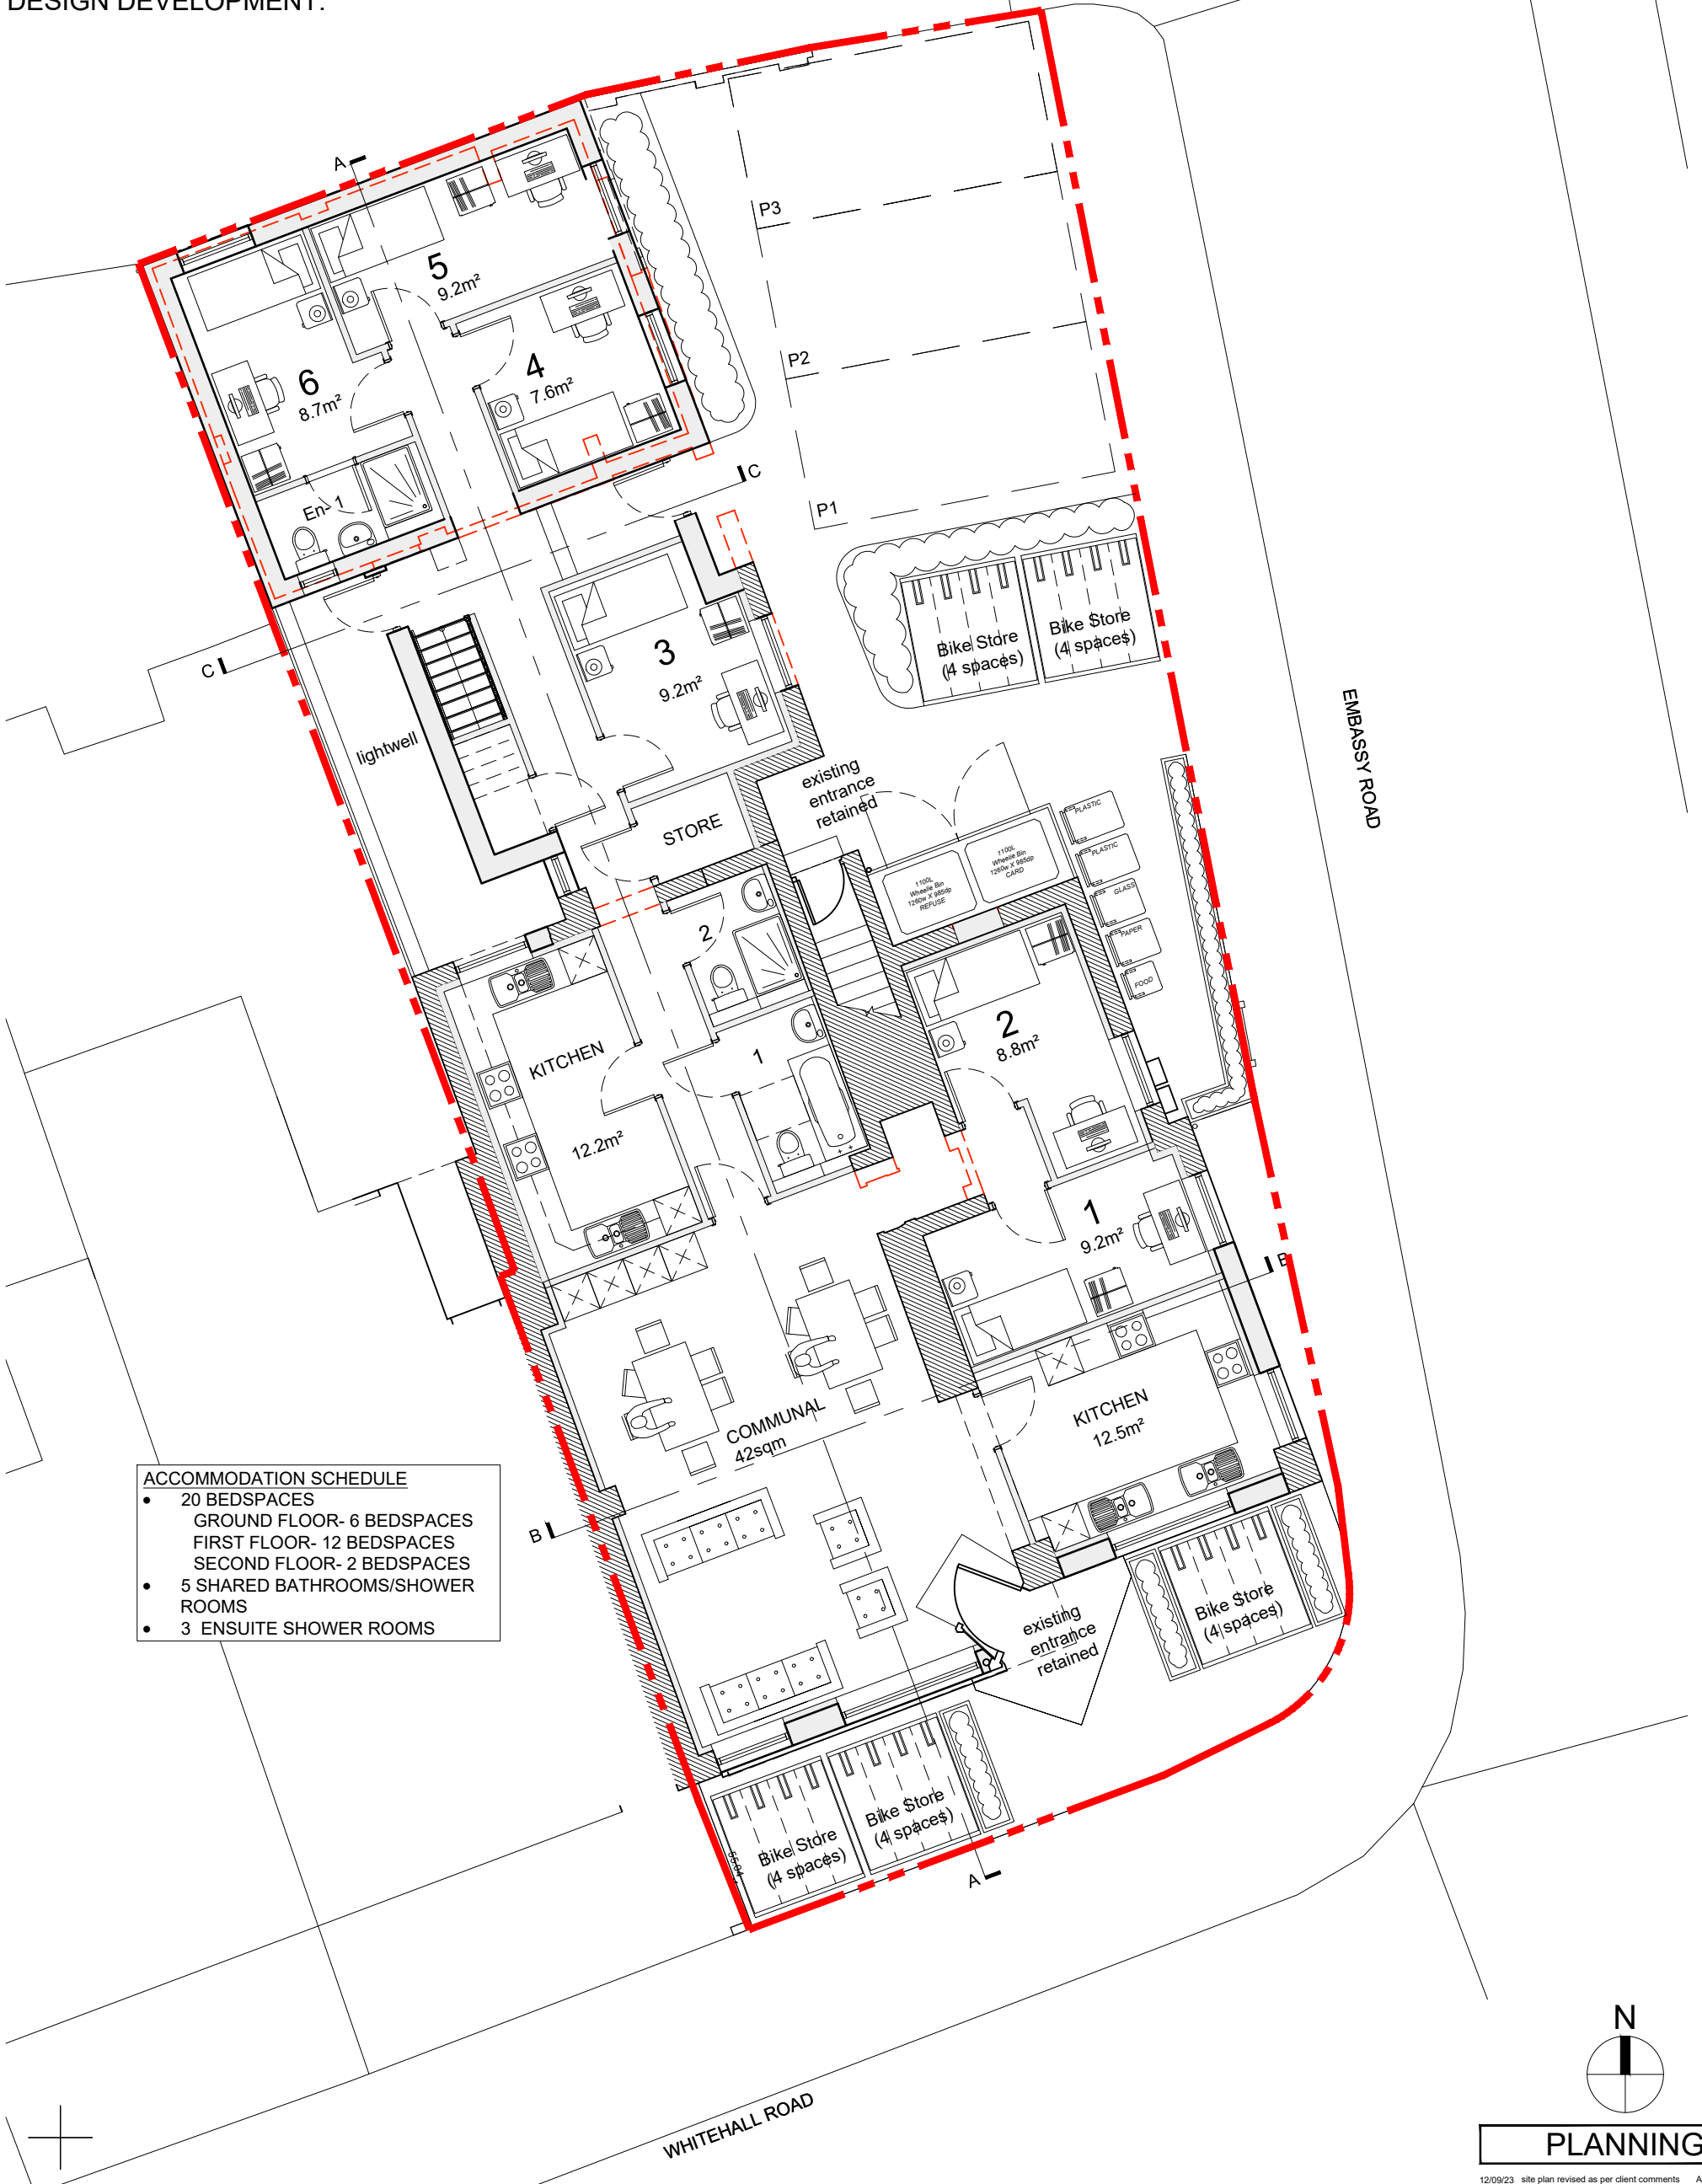 DESIGN DEVELOPMENT.
A
P3
5
9.2m²
P2
4
7.6m²
6
8.7m²
C
P1
En- 1
Bike Store
(4 spaces)
Bike Store
(4 spaces)
3
9.2m²
C
EMBASSY ROAD
lightwell
existing
entrance
retained
STORE
PLASTIC
PLASTIC
GLASS
PAPER
FOOD
1100L
Wheelie Bin
1260w X 985dp
CARD
1100L
Wheelie Bin
1260w X 985dp
REFUSE
2
2
8.8m²
KITCHEN
12.2m²
1
1
9.2m²
B
KITCHEN
12.5m²
COMMUNAL
42sqm
ACCOMMODATION SCHEDULE
• 20 BEDSPACES
GROUND FLOOR- 6 BEDSPACES
FIRST FLOOR- 12 BEDSPACES
SECOND FLOOR- 2 BEDSPACES
• 5 SHARED BATHROOMS/SHOWER
ROOMS
• 3 ENSUITE SHOWER ROOMS
B
existing
entrance
retained
Bike Store
(4 spaces)
Bike Store
(4 spaces)
Bike Store
(4 spaces)
A
WHITEHALL ROAD
N
PLANNING
12/09/23 site plan revised as per client comments A